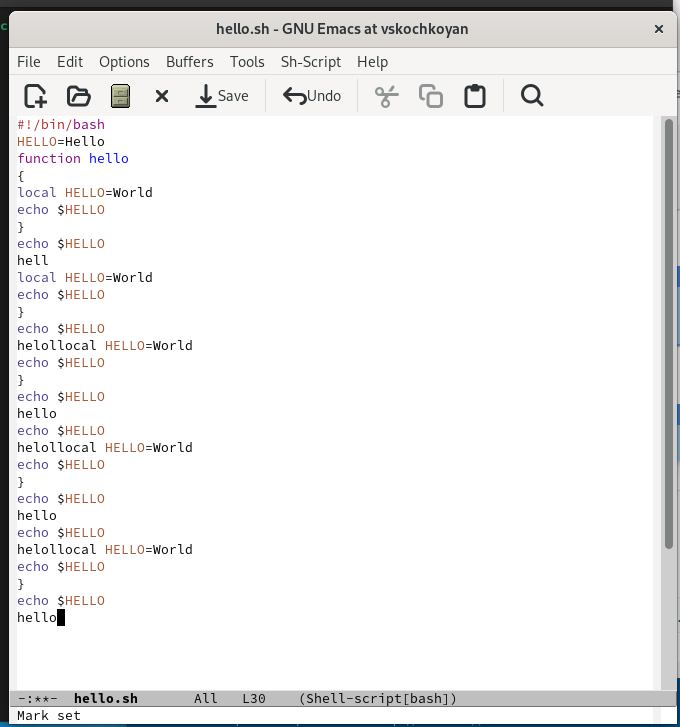 c
hello.sh - GNU Emacs at vskochkoyan ×
File Edit Options Buffers Tools Sh-Script Help
Save Undo
#!/bin/bash
HELLO=Hello
function hello
{
local HELLO=World
echo $HELLO
}
echo $HELLO
hell
local HELLO=World
echo $HELLO
}
echo $HELLO
helollocal HELLO=World
echo $HELLO
}
echo $HELLO
hello
echo $HELLO
helollocal HELLO=World
echo $HELLO
}
echo $HELLO
hello
echo $HELLO
helollocal HELLO=World
echo $HELLO
}
echo $HELLO
hello
-:**- hello.sh All L30 (Shell-script[bash])
Mark set